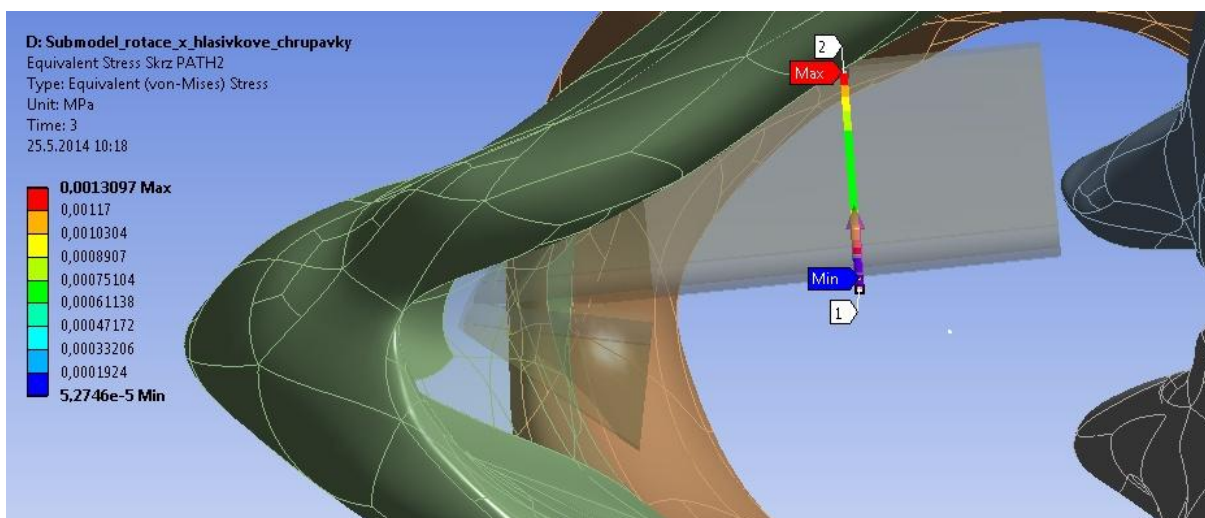 D: Submodel_rotace_x_hlasivkove_chrupavky
Equivalent Stress Skrz PATH2
Type: Equivalent (von-Mises) Stress
Unit: MPa
Time: 3
25.5.2014 10:18
0,0013097 Max
0,00117
0,0010304
0,0008907
0,00075104
0,00061138
0,00047172
0,00033206
0,0001924
5,2746e-5 Min
2
Max
Min
1